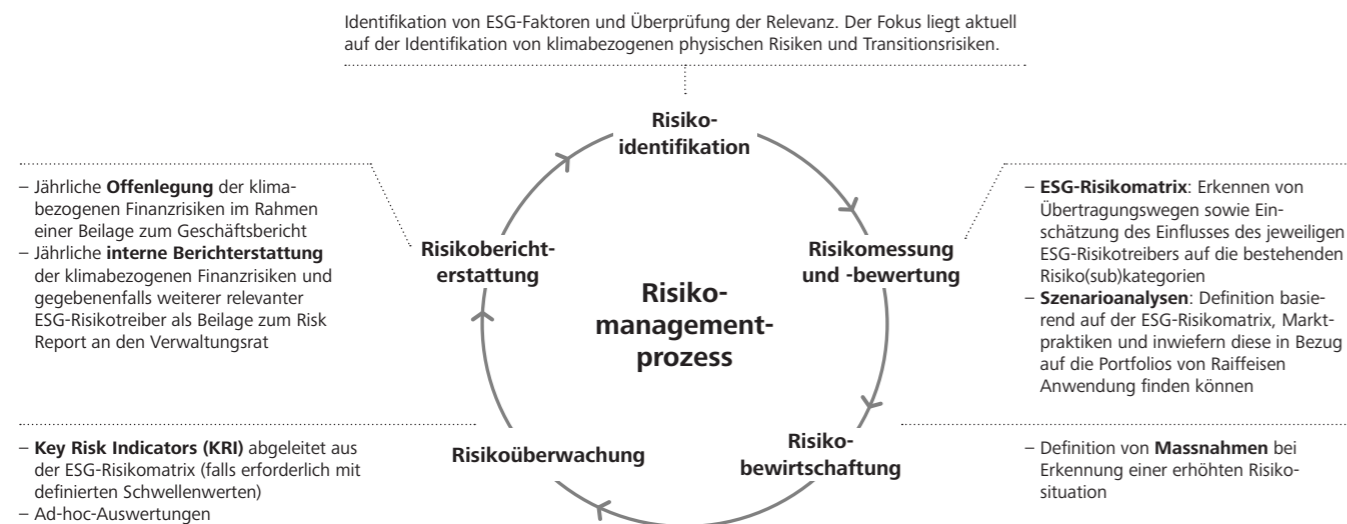 Identifikation von ESG-Faktoren und Überprüfung der Relevanz. Der Fokus liegt aktuell
auf der Identifikation von klimabezogenen physischen Risiken und Transitionsrisiken.
Risiko-
identifikation
– Jährliche Offenlegung der klima-
bezogenen Finanzrisiken im Rahmen
einer Beilage zum Geschäftsbericht
– Jährliche interne Berichterstattung
der klimabezogenen Finanzrisiken und
gegebenenfalls weiterer relevanter
ESG-Risikotreiber als Beilage zum Risk
Report an den Verwaltungsrat
Risikobericht-
erstattung
Risikomessung
und -bewertung
– ESG-Risikomatrix: Erkennen von
Übertragungswegen sowie Ein-
schätzung des Einflusses des jeweiligen
ESG-Risikotreibers auf die bestehenden
Risiko(sub)kategorien
– Szenarioanalysen: Definition basie-
rend auf der ESG-Risikomatrix, Markt-
praktiken und inwiefern diese in Bezug
auf die Portfolios von Raiffeisen
Anwendung finden können
Risiko-
management-
prozess
– Key Risk Indicators (KRI) abgeleitet aus
der ESG-Risikomatrix (falls erforderlich mit
definierten Schwellenwerten)
– Ad-hoc-Auswertungen
Risikoüberwachung
Risiko-
bewirtschaftung
– Definition von Massnahmen bei
Erkennung einer erhöhten Risiko-
situation